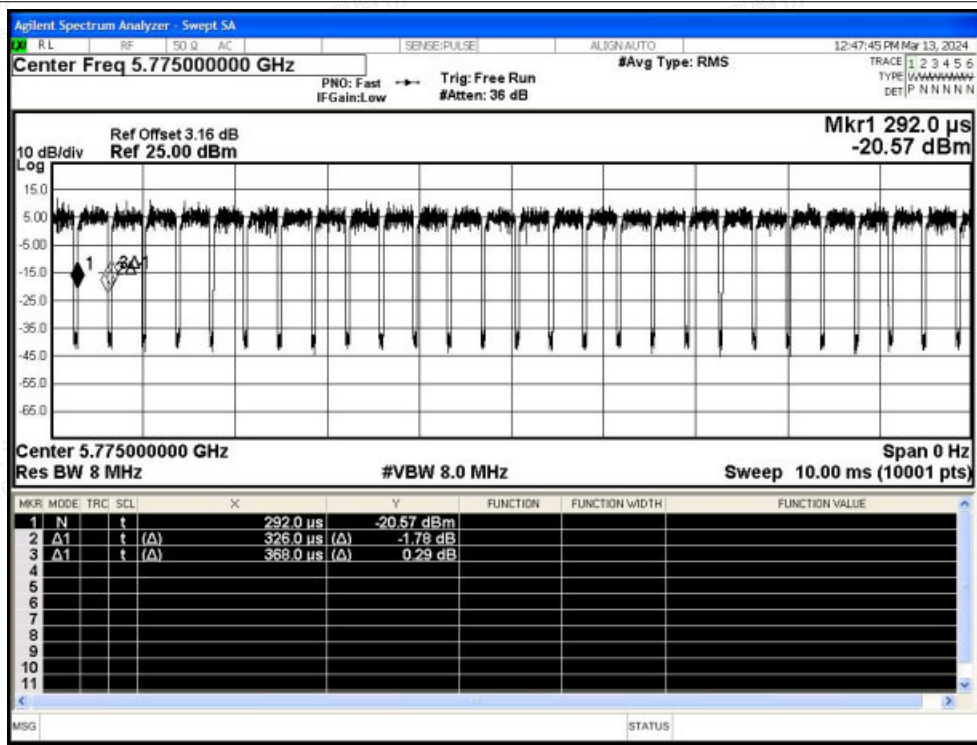 Agilent Spectrum Analyzer - Swept SA
RL RF 50 Ω AC SENSE:PULSE ALIGNAUTO 12:47:45 PM Mar 13, 2024
Center Freq 5.775000000 GHz #Avg Type: RMS TRACE 1 2 3 4 5 6
PNO: Fast Trig: Free Run TYPE
IFGain:Low #Atten: 36 dB DET P N N N N N
Mkr1 292.0 µs
Ref Offset 3.16 dB
10 dB/div Ref 25.00 dBm -20.57 dBm
Log
15.0
5.00
-5.00
1
-15.0
-25.0
-35.0
-45.0
-55.0
-65.0
Center 5.775000000 GHz Span 0 Hz
Res BW 8 MHz #VBW 8.0 MHz Sweep 10.00 ms (10001 pts)
MKR MODE TRC SCL X Y FUNCTION FUNCTION WIDTH FUNCTION VALUE
1 N t 292.0 µs -20.57 dBm
2 Δ1 t (Δ) 326.0 µs (Δ) -1.78 dB
3 Δ1 t (Δ) 368.0 µs (Δ) 0.29 dB
4
5
6
7
8
9
10
11
MSG STATUS